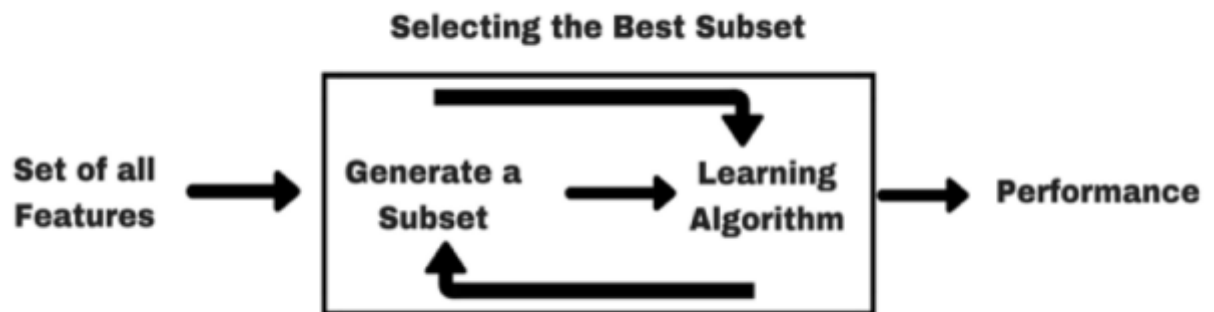 Selecting the Best Subset
Set of all
Features
Generate a
Subset
Learning
Algorithm
Performance